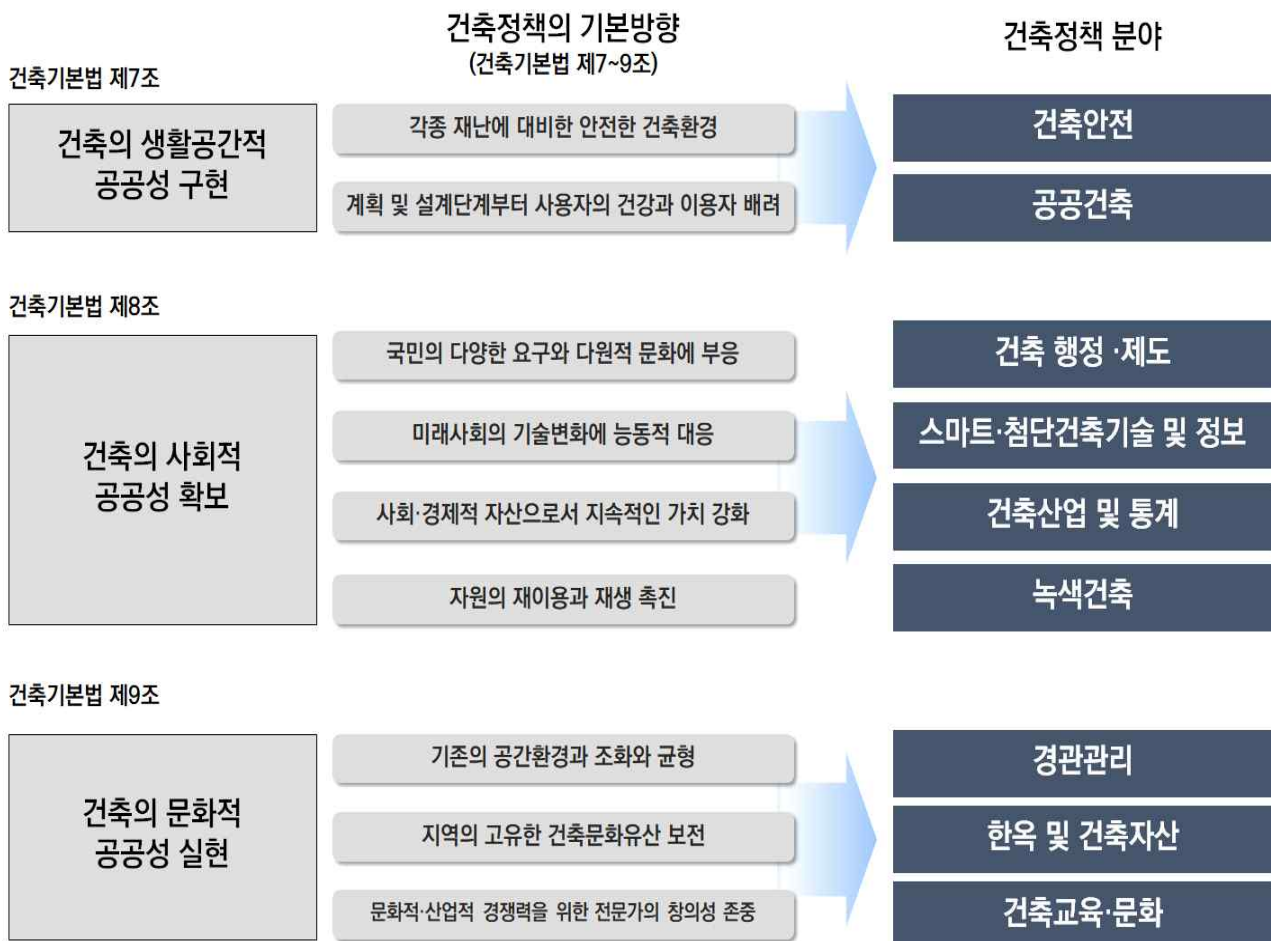 건축정책의 기본방향
(건축기본법 제7~9조)
건축정책 분야
건축기본법 제7조
건축의 생활공간적
공공성 구현
각종 재난에 대비한 안전한 건축환경
계획 및 설계단계부터 사용자의 건강과 이용자 배려
건축안전
공공건축
건축기본법 제8조
건축의 사회적
공공성 확보
국민의 다양한 요구와 다원적 문화에 부응
미래사회의 기술변화에 능동적 대응
사회·경제적 자산으로서 지속적인 가치 강화
자원의 재이용과 재생 촉진
건축 행정 ·제도
스마트·첨단건축기술 및 정보
건축산업 및 통계
녹색건축
건축기본법 제9조
건축의 문화적
공공성 실현
기존의 공간환경과 조화와 균형
지역의 고유한 건축문화유산 보전
문화적·산업적 경쟁력을 위한 전문가의 창의성 존중
경관관리
한옥 및 건축자산
건축교육·문화